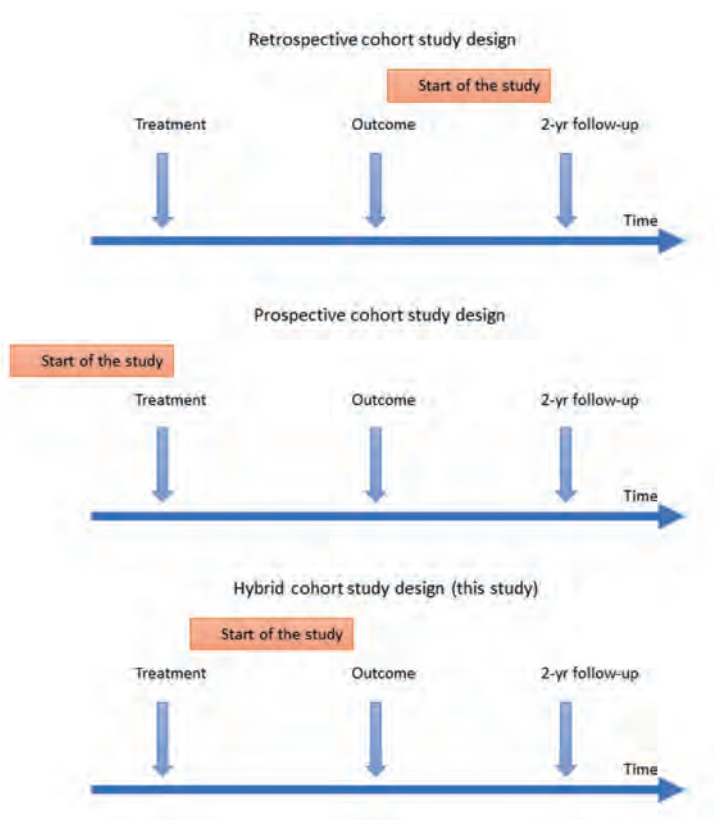 Retrospective cohort study design
Start of the study
Treatment Outcome 2-yr follow-up
Time
Prospective cohort study design
Start of the study
Treatment Outcome 2-yr follow-up
Time
Hybrid cohort study design (this study)
Start of the study
Treatment Outcome 2-yr follow-up
Time